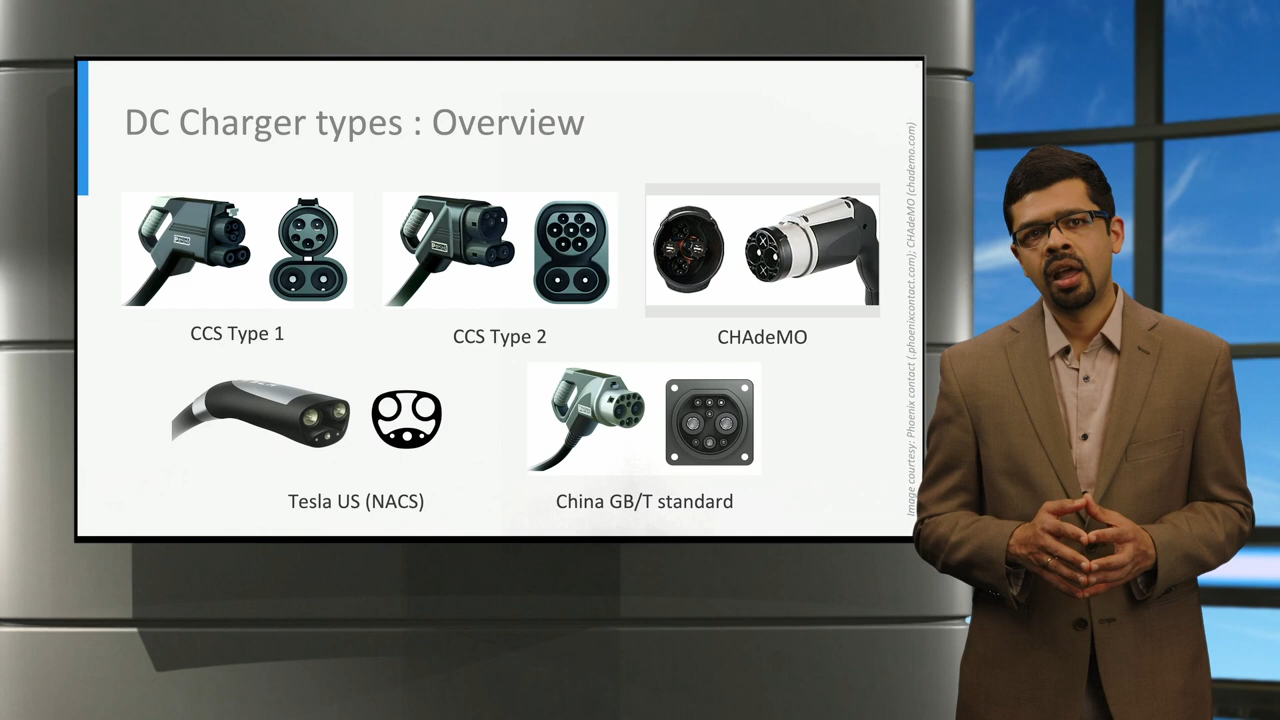 DC Charger types : Overview
CCS Type 1
CCS Type 2
CHAdeMO
Tesla US (NACS)
China GB/T standard
Image courtesy: Phoenix contact (.phoenixcontact.com); CHAdeMO (chademo.com)